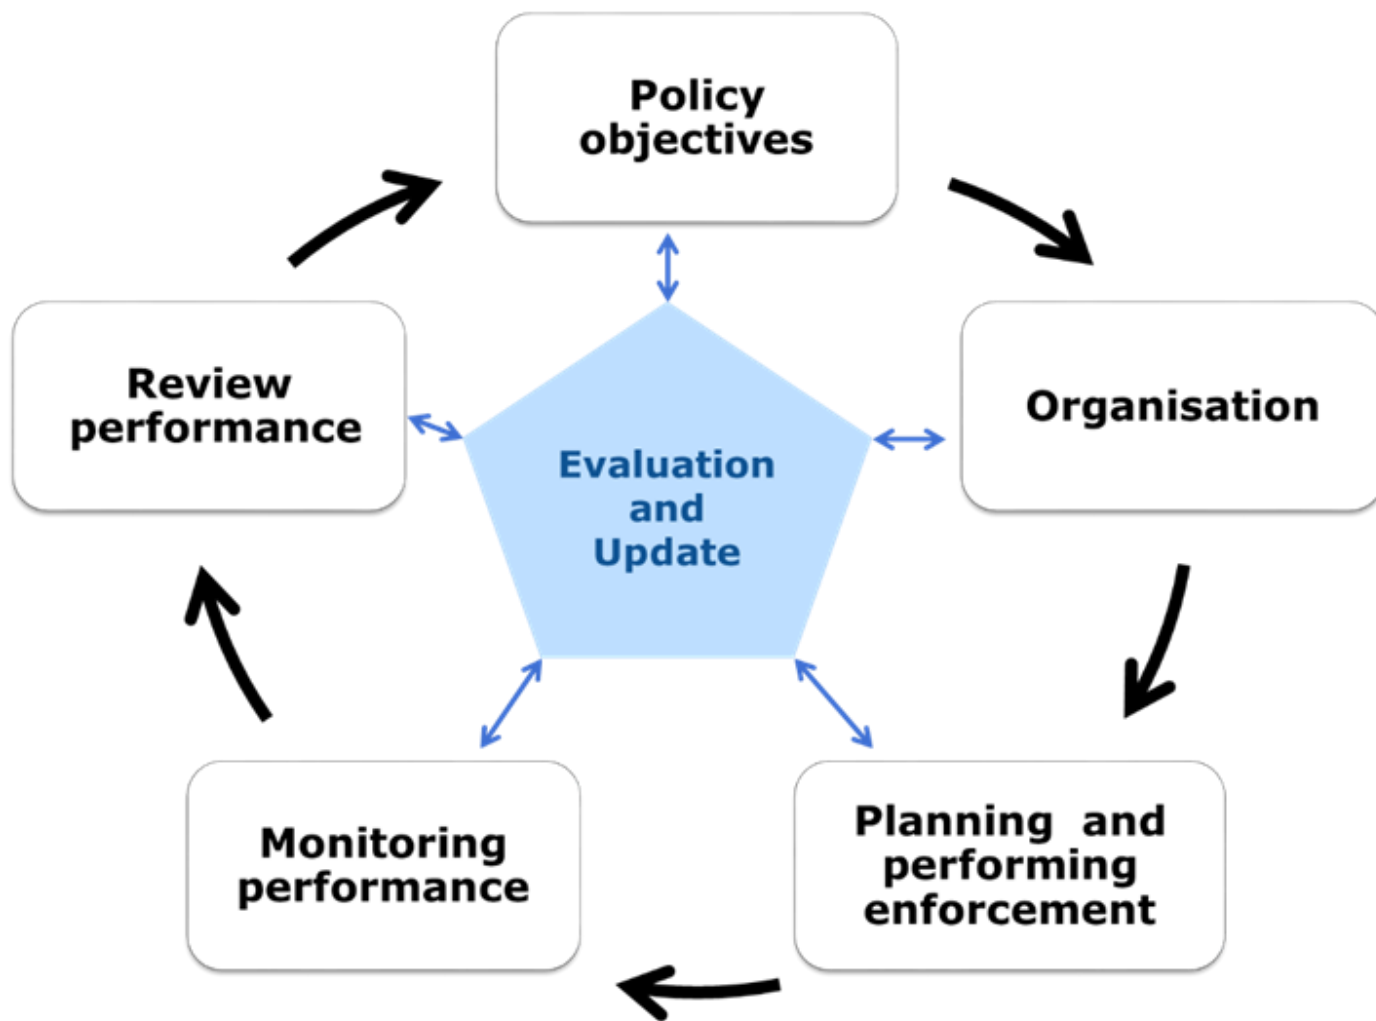 Policy
objectives
Organisation
Planning and
performing
enforcement
Monitoring
performance
Review
performance
Evaluation
and
Update